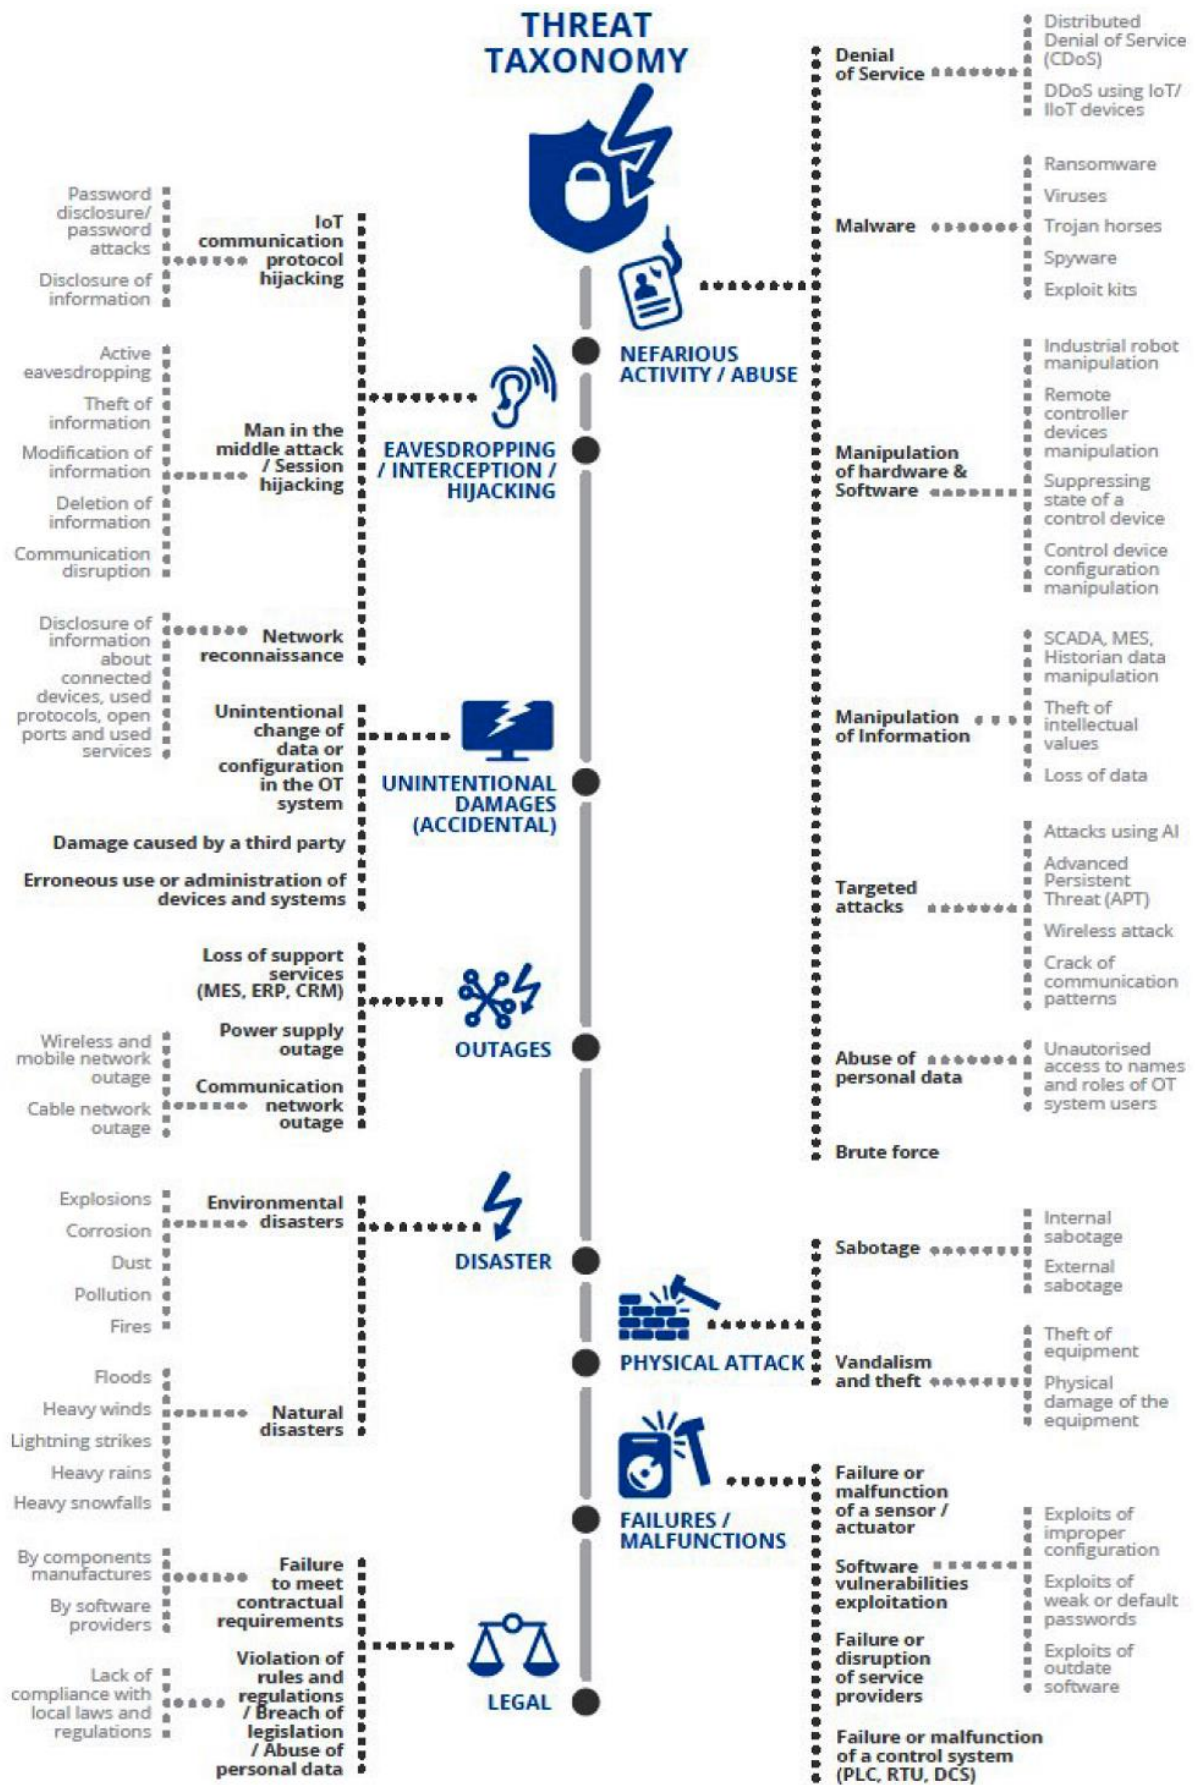 THREAT
TAXONOMY
NEFARIOUS
ACTIVITY / ABUSE
Denial
of Service
Distributed
Denial of Service
(CDoS)
DDoS using IoT/
IIoT devices
Malware
Ransomware
Viruses
Trojan horses
Spyware
Exploit kits
Manipulation
of hardware &
Software
Industrial robot
manipulation
Remote
controller
devices
manipulation
Suppressing
state of a
control device
Control device
configuration
manipulation
Manipulation
of Information
SCADA, MES,
Historian data
manipulation
Theft of
intellectual
values
Loss of data
Targeted
attacks
Attacks using AI
Advanced
Persistent
Threat (APT)
Wireless attack
Crack of
communication
patterns
Abuse of
personal data
Unautorised
access to names
and roles of OT
system users
Brute force
EAVESDROPPING
/ INTERCEPTION /
HIJACKING
IoT
communication
protocol
hijacking
Password
disclosure/
password
attacks
Disclosure of
information
Man in the
middle attack
/ Session
hijacking
Active
eavesdropping
Theft of
information
Modification of
information
Deletion of
information
Communication
disruption
Network
reconnaissance
Disclosure of
information
about
connected
devices, used
protocols, open
ports and used
services
UNINTENTIONAL
DAMAGES
(ACCIDENTAL)
Unintentional
change of
data or
configuration
in the OT
system
Damage caused by a third party
Erroneous use or administration of
devices and systems
OUTAGES
Loss of support
services
(MES, ERP, CRM)
Power supply
outage
Communication
network
outage
Wireless and
mobile network
outage
Cable network
outage
DISASTER
Environmental
disasters
Explosions
Corrosion
Dust
Pollution
Fires
Natural
disasters
Floods
Heavy winds
Lightning strikes
Heavy rains
Heavy snowfalls
PHYSICAL ATTACK
Sabotage
Internal
sabotage
External
sabotage
Vandalism
and theft
Theft of
equipment
Physical
damage of the
equipment
FAILURES /
MALFUNCTIONS
Failure or
malfunction
of a sensor /
actuator
Software
vulnerabilities
exploitation
Exploits of
improper
configuration
Exploits of
weak or default
passwords
Exploits of
outdate
software
Failure or
disruption
of service
providers
Failure or malfunction
of a control system
(PLC, RTU, DCS)
LEGAL
Failure
to meet
contractual
requirements
By components
manufactures
By software
providers
Violation of
rules and
regulations
/ Breach of
legislation
/ Abuse of
personal data
Lack of
compliance with
local laws and
regulations